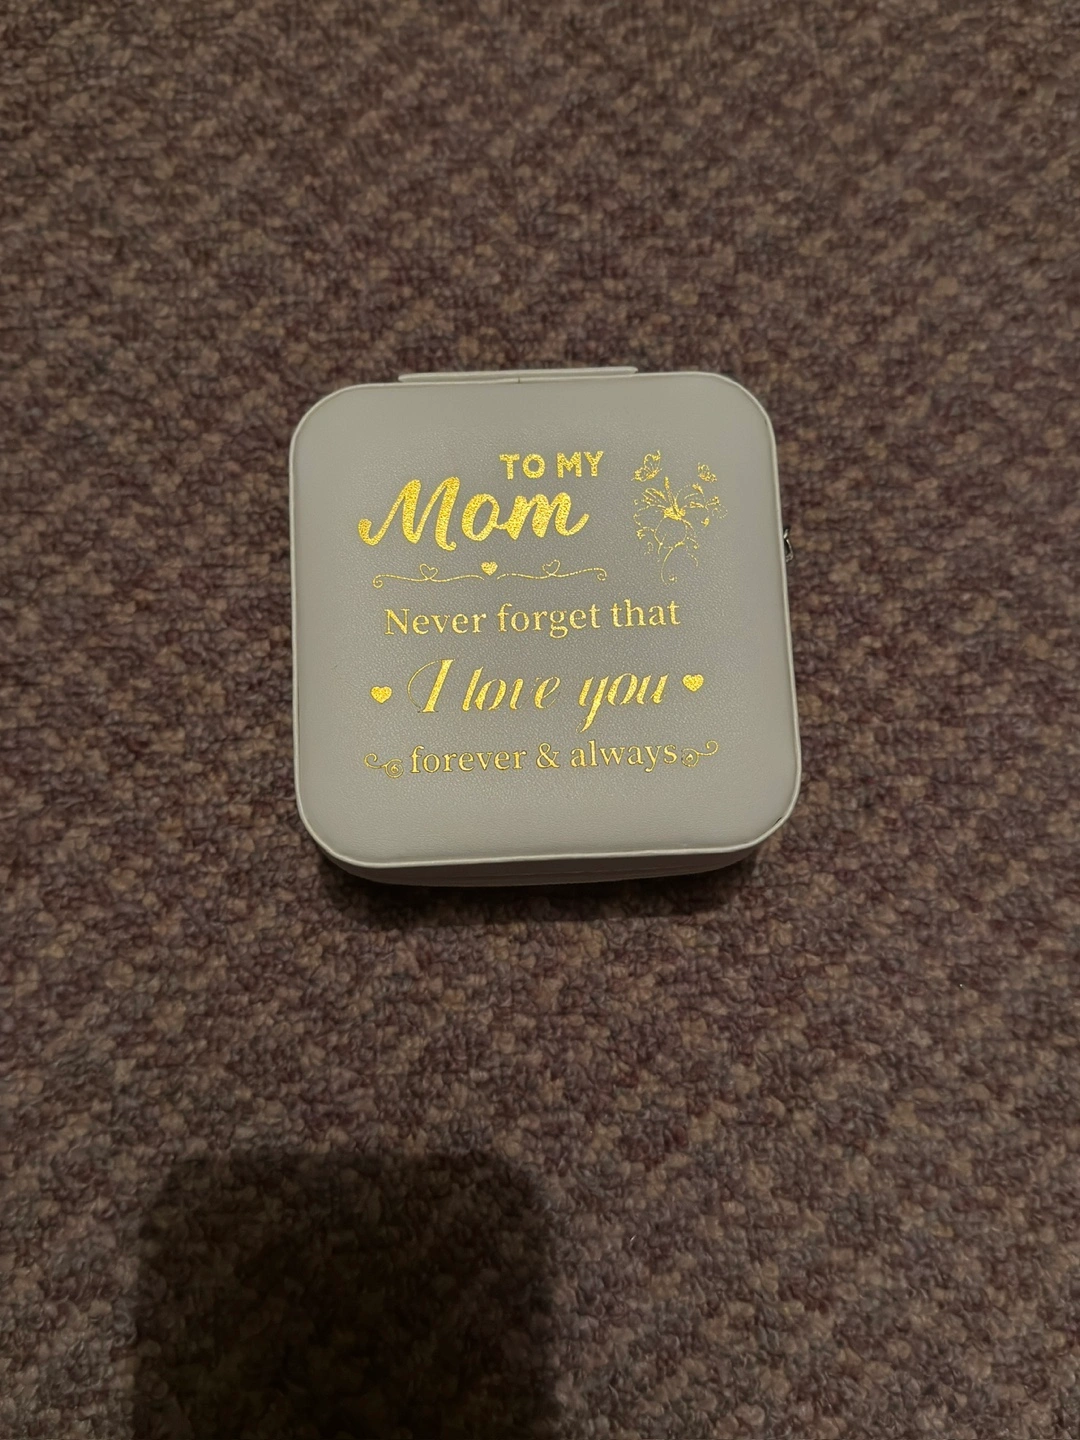 TO MY
Mom
Never forget that
I love you
forever & always